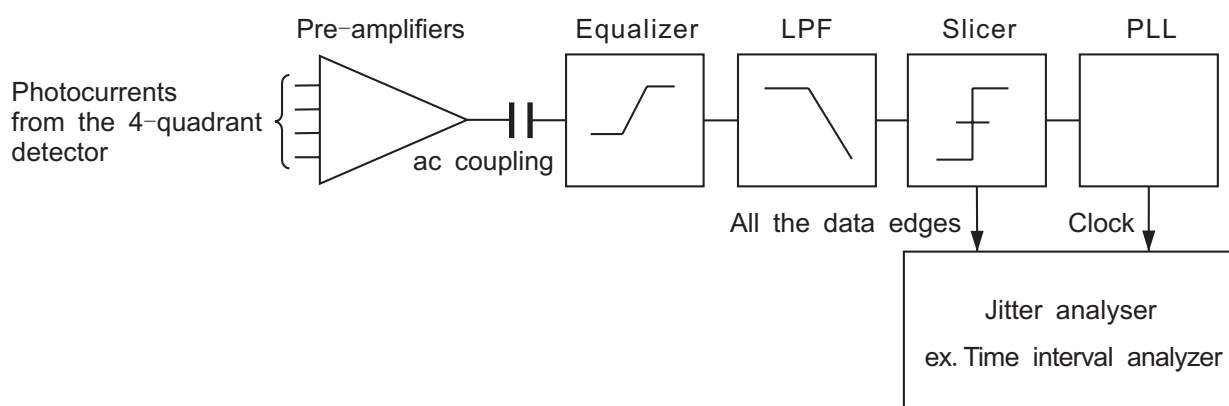 Pre-amplifiers
Equalizer
LPF
Slicer
PLL
Photocurrents
from the 4-quadrant
detector
ac coupling
All the data edges
Clock
Jitter analyser
ex. Time interval analyzer